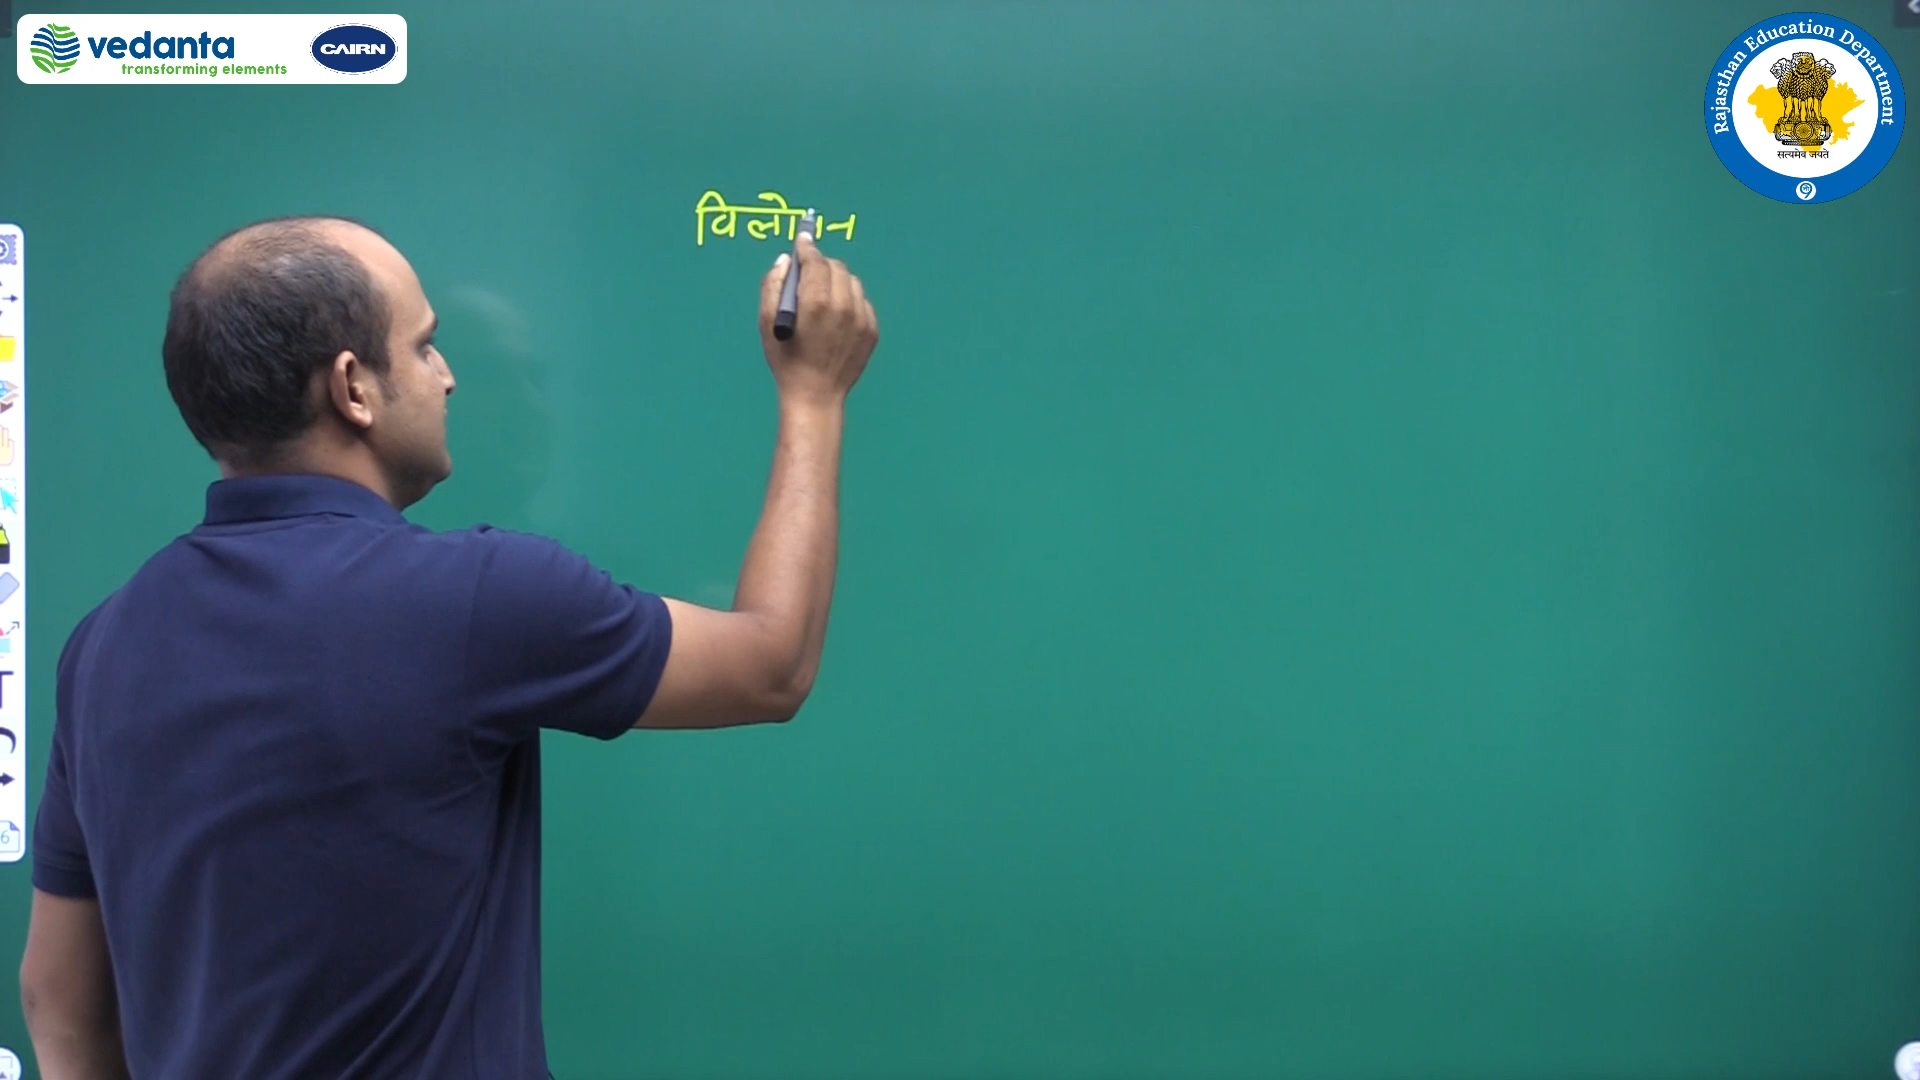 vedanta
transforming elements
CAIRN
Rajasthan Education Department
सत्यमेव जयते